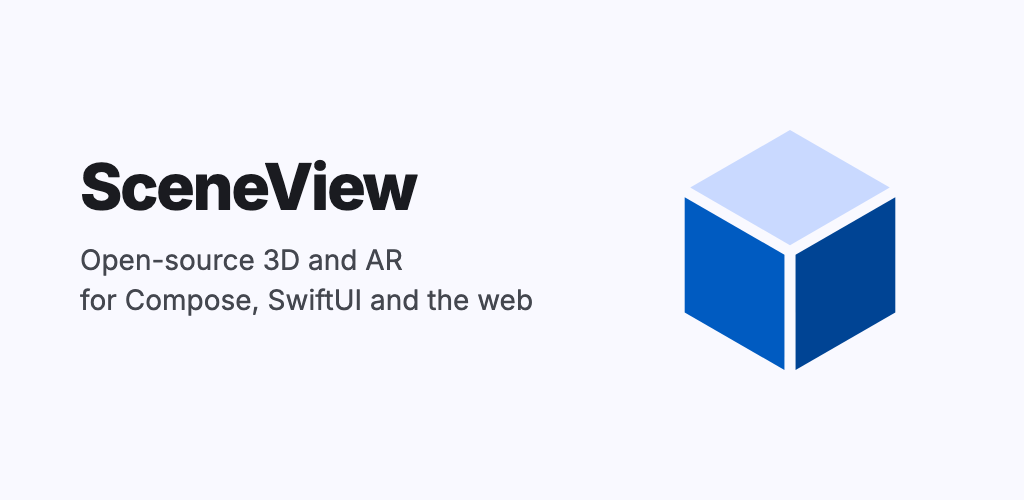 SceneView
Open-source 3D and AR
for Compose, SwiftUI and the web